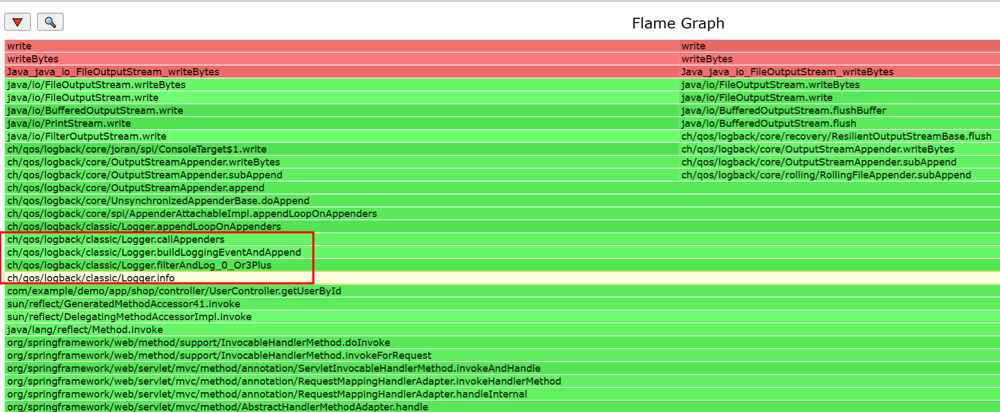 Flame Graph
write write
writeBytes writeBytes
Java_java_io_FileOutputStream_writeBytes Java_java_io_FileOutputStream_writeBytes
java/io/FileOutputStream.writeBytes java/io/FileOutputStream.writeBytes
java/io/FileOutputStream.write java/io/FileOutputStream.write
java/io/BufferedOutputStream.write java/io/BufferedOutputStream.flushBuffer
java/io/PrintStream.write java/io/BufferedOutputStream.flush
java/io/FilterOutputStream.write ch/qos/logback/core/recovery/ResilientOutputStreamBase.flush
ch/qos/logback/core/joran/spi/ConsoleTarget$1.write ch/qos/logback/core/OutputStreamAppender.writeBytes
ch/qos/logback/core/OutputStreamAppender.writeBytes ch/qos/logback/core/OutputStreamAppender.subAppend
ch/qos/logback/core/OutputStreamAppender.subAppend ch/qos/logback/core/rolling/RollingFileAppender.subAppend
ch/qos/logback/core/OutputStreamAppender.append
ch/qos/logback/core/UnsynchronizedAppenderBase.doAppend
ch/qos/logback/core/spi/AppenderAttachableImpl.appendLoopOnAppenders
ch/qos/logback/classic/Logger.appendLoopOnAppenders
ch/qos/logback/classic/Logger.callAppenders
ch/qos/logback/classic/Logger.buildLoggingEventAndAppend
ch/qos/logback/classic/Logger.filterAndLog_0_Or3Plus
ch/qos/logback/classic/Logger.info
com/example/demo/app/shop/controller/UserController.getUserById
sun/reflect/GeneratedMethodAccessor41.invoke
sun/reflect/DelegatingMethodAccessorImpl.invoke
java/lang/reflect/Method.invoke
org/springframework/web/method/support/InvocableHandlerMethod.doInvoke
org/springframework/web/method/support/InvocableHandlerMethod.invokeForRequest
org/springframework/web/servlet/mvc/method/annotation/ServletInvocableHandlerMethod.invokeAndHandle
org/springframework/web/servlet/mvc/method/annotation/RequestMappingHandlerAdapter.invokeHandlerMethod
org/springframework/web/servlet/mvc/method/annotation/RequestMappingHandlerAdapter.handleInternal
org/springframework/web/servlet/mvc/method/AbstractHandlerMethodAdapter.handle